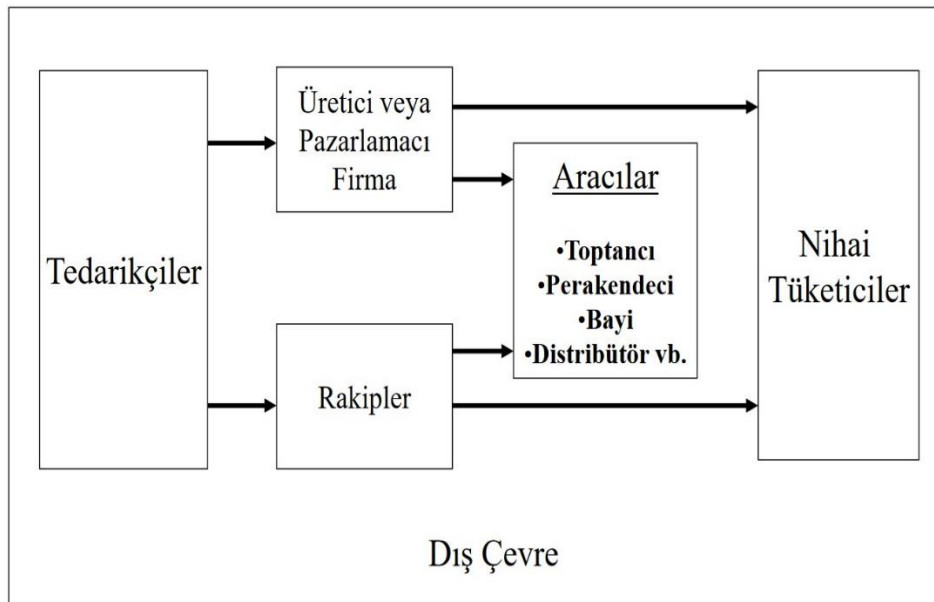 Tedarikçiler
Üretici veya
Pazarlamacı
Firma
Rakipler
Aracılar
•Toptancı
•Perakendeci
•Bayi
•Distribütör vb.
Nihai
Tüketiciler
Dış Çevre